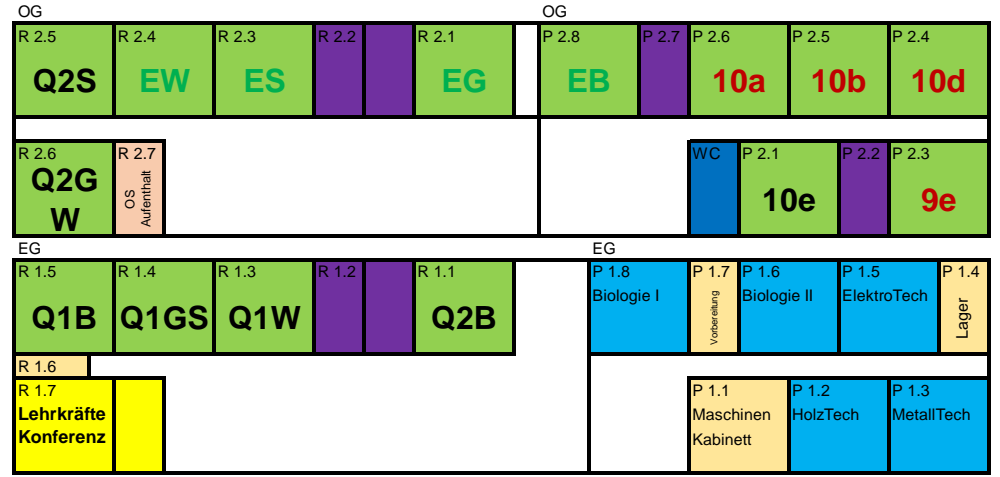 OG
OG
R 2.5
R 2.4
R 2.3
R 2.2
R 2.1
P 2.8
P 2.7
P 2.6
P 2.5
P 2.4
Q2S
EW
ES
EG
EB
10a
10b
10d
R 2.6
R 2.7
WC
P 2.1
P 2.2
P 2.3
Q2G
W
OS
Aufenthalt
10e
9e
EG
EG
R 1.5
R 1.4
R 1.3
R 1.2
R 1.1
P 1.8
P 1.7
P 1.6
P 1.5
P 1.4
Q1B
Q1GS
Q1W
Q2B
Biologie I
Vorbereitung
Biologie II
ElektroTech
Lager
R 1.6
R 1.7
Lehrkräfte
Konferenz
P 1.1
Maschinen
Kabinett
P 1.2
HolzTech
P 1.3
MetallTech